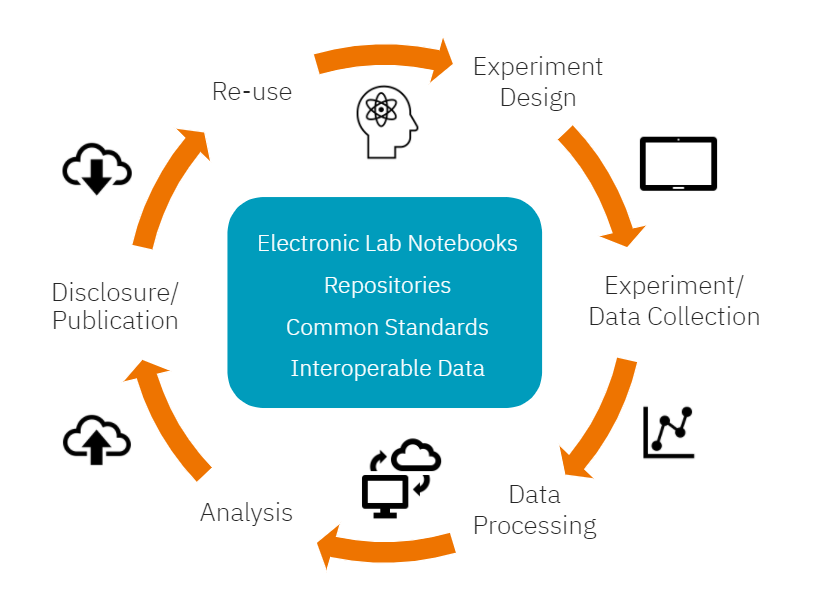 Re-use
Experiment
Design
Electronic Lab Notebooks
Repositories
Common Standards
Interoperable Data
Disclosure/
Publication
Experiment/
Data Collection
Analysis
Data
Processing